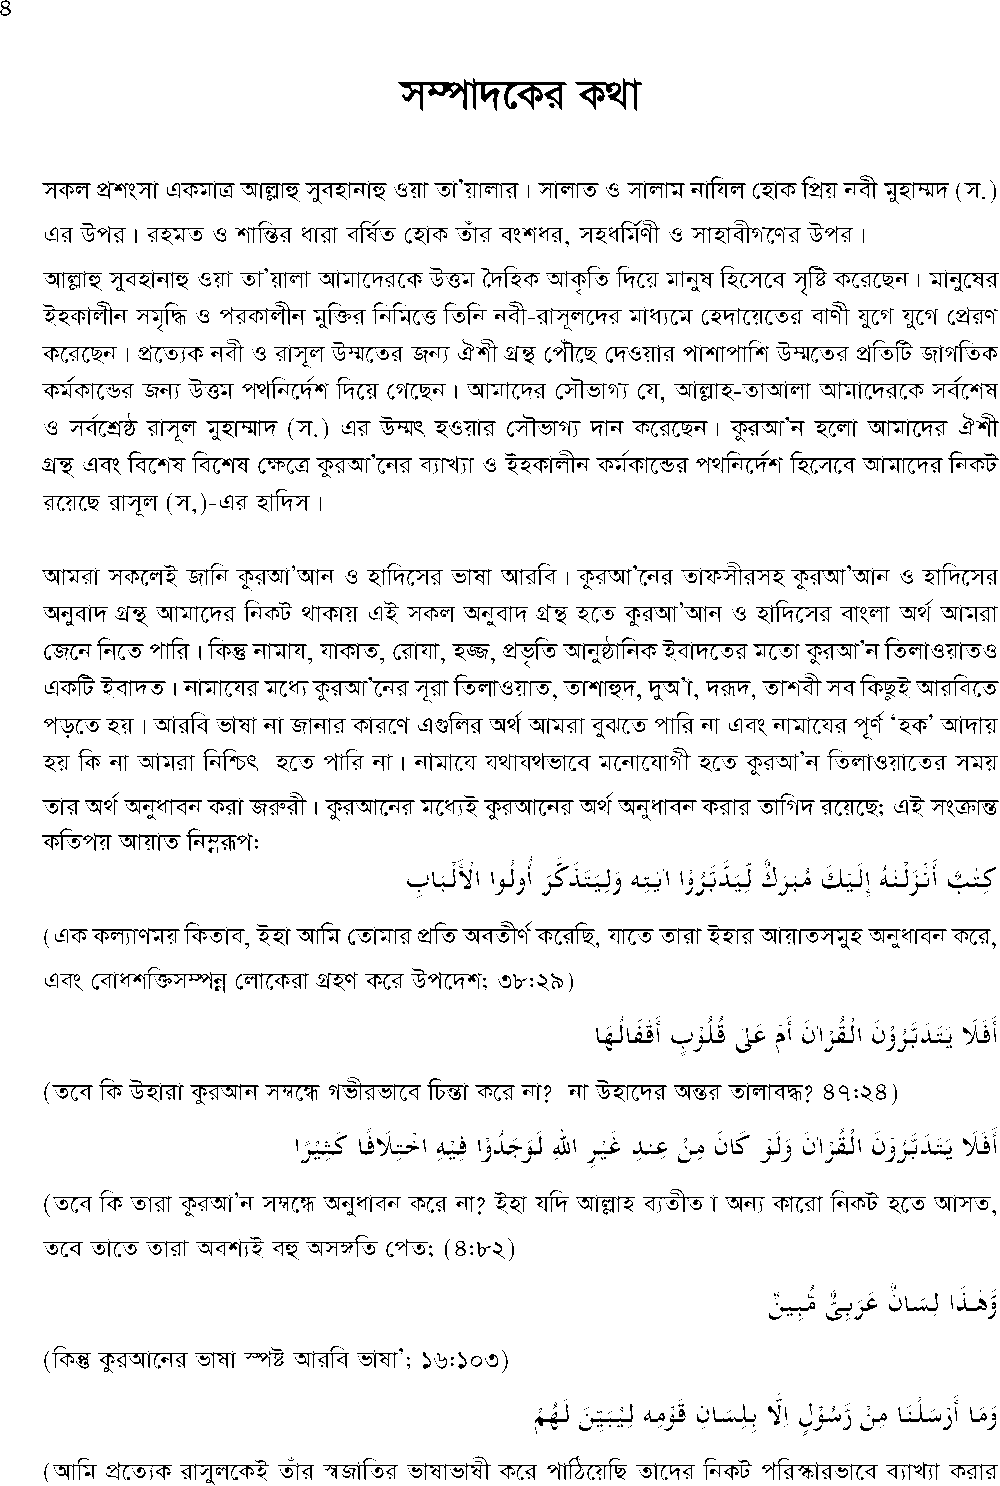 8
সম্পাদকের কথা
সকল প্রশংসা একমাত্র আল্লাহু সুবহানাহু ওয়া তা'য়ালার। সালাত ও সালাম নাযিল হোক প্রিয় নবী মুহাম্মদ (স.)
এর উপর। রহমত ও শান্তির ধারা বর্ষিত হোক তাঁর বংশধর, সহধর্মিণী ও সাহাবীগণের উপর।
আল্লাহু সুবহানাহু ওয়া তা'য়ালা আমাদেরকে উত্তম দৈহিক আকৃতি দিয়ে মানুষ হিসেবে সৃষ্টি করেছেন। মানুষের
ইহকালীন সমৃদ্ধি ও পরকালীন মুক্তির নিমিত্তে তিনি নবী-রাসূলদের মাধ্যমে হেদায়েতের বাণী যুগে যুগে প্রেরণ
করেছেন। প্রত্যেক নবী ও রাসূল উম্মতের জন্য ঐশী গ্রন্থ পৌঁছে দেওয়ার পাশাপাশি উম্মতের প্রতিটি জাগতিক
কর্মকান্ডের জন্য উত্তম পথনির্দেশ দিয়ে গেছেন। আমাদের সৌভাগ্য যে, আল্লাহ-তাআলা আমাদেরকে সর্বশেষ
ও সর্বশ্রেষ্ঠ রাসূল মুহাম্মাদ (স.) এর উম্মৎ হওয়ার সৌভাগ্য দান করেছেন। কুরআ'ন হলো আমাদের ঐশী
গ্রন্থ এবং বিশেষ বিশেষ ক্ষেত্রে কুরআ'নের ব্যাখ্যা ও ইহকালীন কর্মকান্ডের পথনির্দেশ হিসেবে আমাদের নিকট
রয়েছে রাসূল (স,)-এর হাদিস।
আমরা সকলেই জানি কুরআ'আন ও হাদিসের ভাষা আরবি। কুরআ'নের তাফসীরসহ কুরআ'আন ও হাদিসের
অনুবাদ গ্রন্থ আমাদের নিকট থাকায় এই সকল অনুবাদ গ্রন্থ হতে কুরআ'আন ও হাদিসের বাংলা অর্থ আমরা
জেনে নিতে পারি। কিন্তু নামায, যাকাত, রোযা, হজ্জ, প্রভৃতি আনুষ্ঠানিক ইবাদতের মতো কুরআ'ন তিলাওয়াতও
একটি ইবাদত। নামাযের মধ্যে কুরআ'নের সূরা তিলাওয়াত, তাশাহুদ, দুআ'া, দরূদ, তাশবী সব কিছুই আরবিতে
পড়তে হয়। আরবি ভাষা না জানার কারণে এগুলির অর্থ আমরা বুঝতে পারি না এবং নামাযের পূর্ণ 'হক' আদায়
হয় কি না আমরা নিশ্চিৎ হতে পারি না। নামাযে যথাযথভাবে মনোযোগী হতে কুরআ'ন তিলাওয়াতের সময়
তার অর্থ অনুধাবন করা জরুরী। কুরআনের মধ্যেই কুরআনের অর্থ অনুধাবন করার তাগিদ রয়েছে; এই সংক্রান্ত
কতিপয় আয়াত নিম্নরূপ:
كِتٰبٌ أَنْزَلْنٰهُ إِلَيْكَ مُبٰرَكٌ لِّيَدَّبَّرُوْا اٰيٰتِه وَلِيَتَذَكَّرَ أُولُوا الْأَلْبَابِ
(এক কল্যাণময় কিতাব, ইহা আমি তোমার প্রতি অবতীর্ণ করেছি, যাতে তারা ইহার আয়াতসমুহ অনুধাবন করে,
এবং বোধশক্তিসম্পন্ন লোকেরা গ্রহণ করে উপদেশ; ৩৮:২৯)
أَفَلَا يَتَدَبَّرُوْنَ الْقُرْاٰنَ أَمْ عَلٰى قُلُوْبٍ أَقْفَالُهَا
(তবে কি উহারা কুরআন সম্বন্ধে গভীরভাবে চিন্তা করে না? না উহাদের অন্তর তালাবদ্ধ? ৪৭:২৪)
أَفَلَا يَتَدَبَّرُوْنَ الْقُرْاٰنَ وَلَوْ كَانَ مِنْ عِندِ غَيْرِ اللهِ لَوَجَدُوْا فِيْهِ اخْتِلَافًا كَثِيْرًا
(তবে কি তারা কুরআ'ন সম্বন্ধে অনুধাবন করে না? ইহা যদি আল্লাহ ব্যতীত া অন্য কারো নিকট হতে আসত,
তবে তাতে তারা অবশ্যই বহু অসঙ্গতি পেত; (৪:৮২)
وَّهٰذَا لِسَانٌ عَرَبِىٌّ مُّبِينٌ
(কিন্তু কুরআনের ভাষা স্পষ্ট আরবি ভাষা'; ১৬:১০৩)
وَمَا أَرْسَلْنَا مِنْ رَّسُوْلٍ اِلَّا بِلِسَانِ قَوْمِه لِيُبَيِّنَ لَهُمْ
(আমি প্রত্যেক রাসুলকেই তাঁর স্বজাতির ভাষাভাষী করে পাঠিয়েছি তাদের নিকট পরিস্কারভাবে ব্যাখ্যা করার